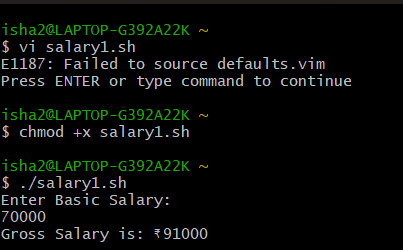 isha2@LAPTOP-G392A22K ~
$ vi salary1.sh
E1187: Failed to source defaults.vim
Press ENTER or type command to continue
isha2@LAPTOP-G392A22K ~
$ chmod +x salary1.sh
isha2@LAPTOP-G392A22K ~
$ ./salary1.sh
Enter Basic Salary:
70000
Gross Salary is: ₹91000